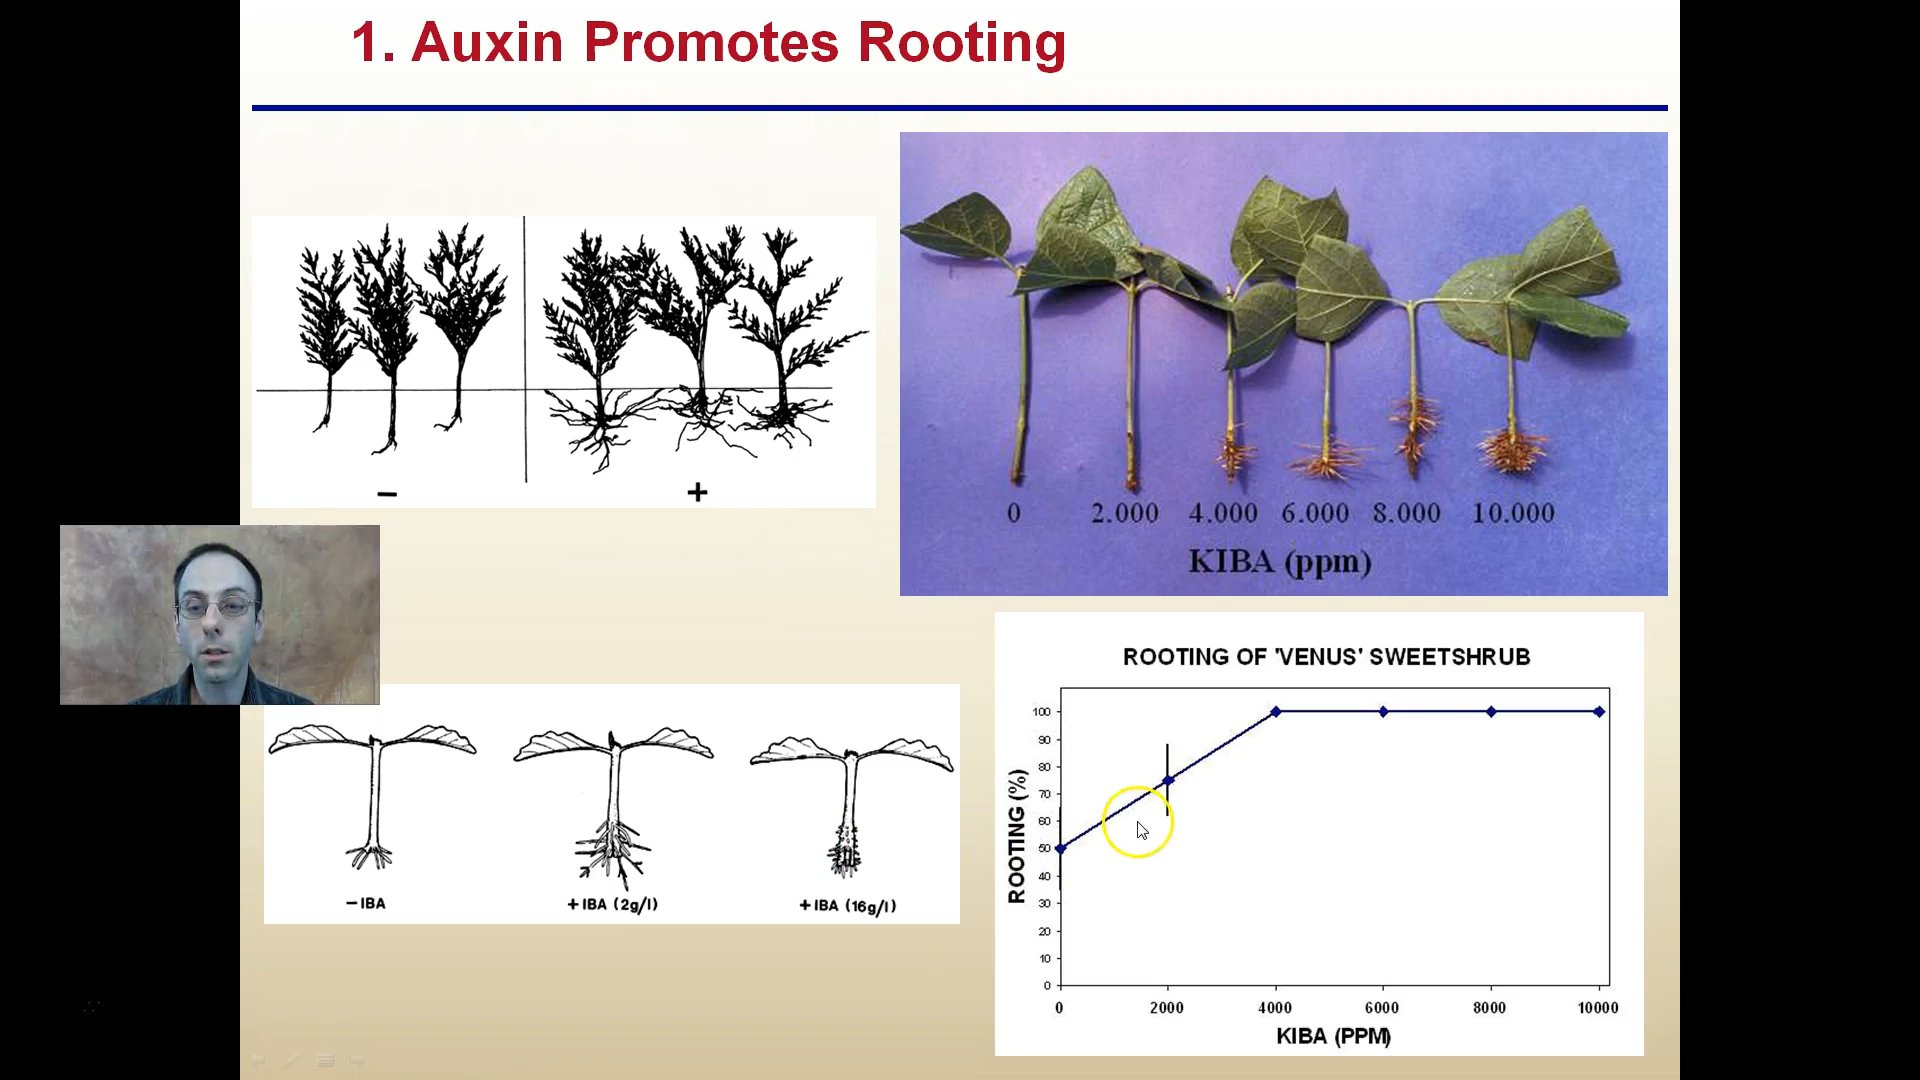 1. Auxin Promotes Rooting
− +
0 2.000 4.000 6.000 8.000 10.000
KIBA (ppm)
−IBA +IBA (2g/l) +IBA (16g/l)
ROOTING OF 'VENUS' SWEETSHRUB
ROOTING (%)
100
90
80
70
60
50
40
30
20
10
0
0 2000 4000 6000 8000 10000
KIBA (PPM)